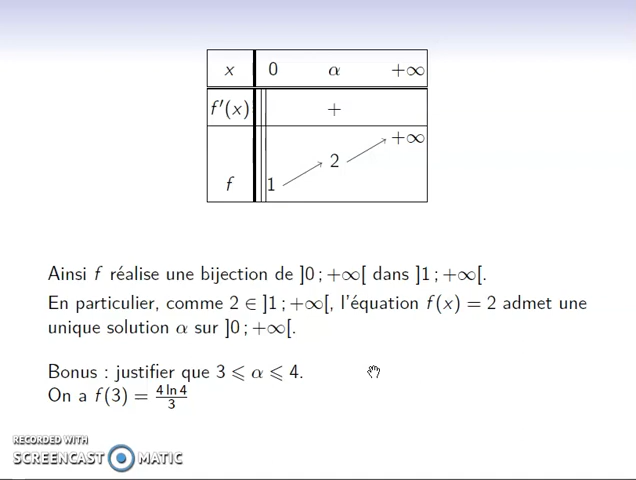 x 0 α +∞
f′(x) +
+∞
2
f 1
Ainsi f réalise une bijection de ]0 ; +∞[ dans ]1 ; +∞[.
En particulier, comme 2 ∈ ]1 ; +∞[, l'équation f(x) = 2 admet une
unique solution α sur ]0 ; +∞[.
Bonus : justifier que 3 ⩽ α ⩽ 4.
On a f(3) = 4 ln 4 / 3
RECORDED WITH
SCREENCAST MATIC